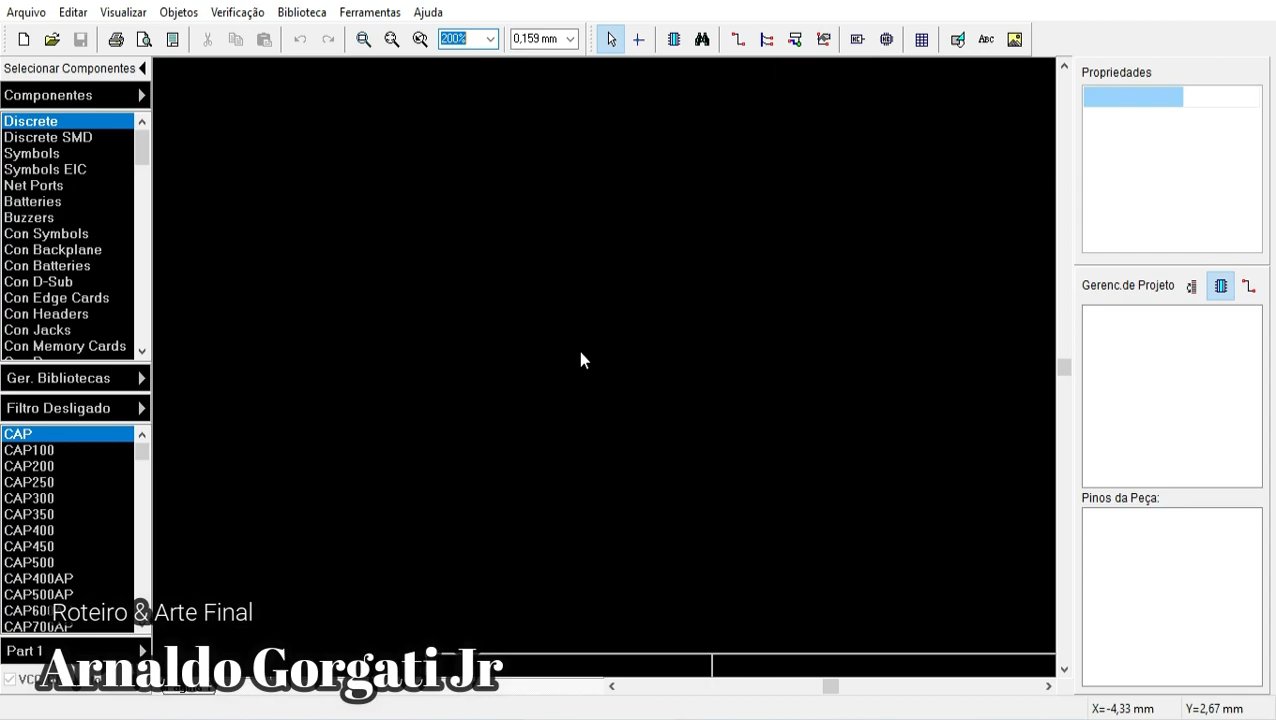 Arquivo Editar Visualizar Objetos Verificação Biblioteca Ferramentas Ajuda
200% 0,159 mm ABC
Selecionar Componentes
Componentes
Discrete
Discrete SMD
Symbols
Symbols EIC
Net Ports
Batteries
Buzzers
Con Symbols
Con Backplane
Con Batteries
Con D-Sub
Con Edge Cards
Con Headers
Con Jacks
Con Memory Cards
Ger. Bibliotecas
Filtro Desligado
CAP
CAP100
CAP200
CAP250
CAP300
CAP350
CAP400
CAP450
CAP500
CAP400AP
CAP500AP
CAP700AP
Part 1
Roteiro & Arte Final
Arnaldo Gorgati Jr
Propriedades
Gerenc.de Projeto
Pinos da Peça:
X=-4,33 mm Y=2,67 mm